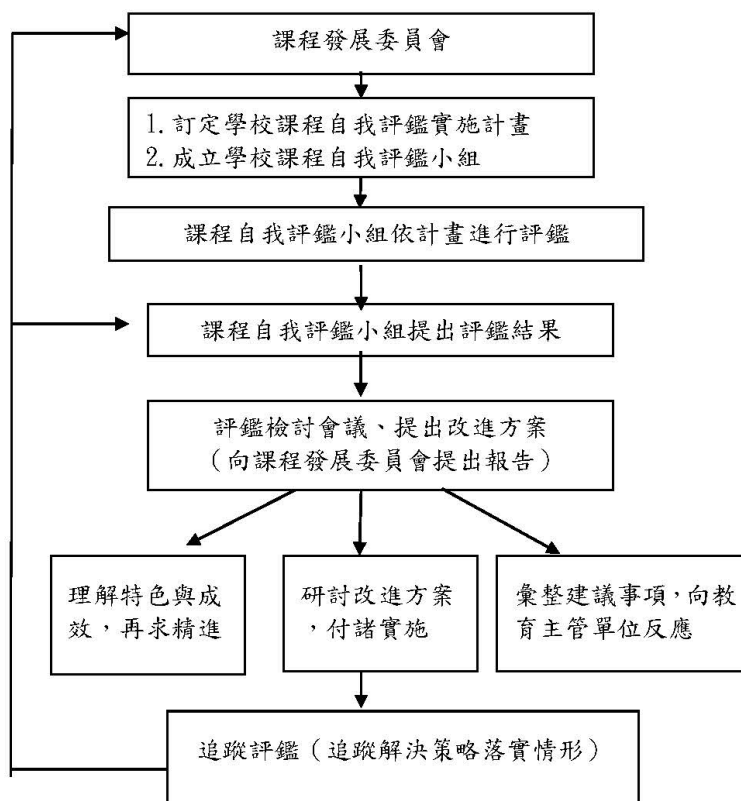 課程發展委員會
1.訂定學校課程自我評鑑實施計畫
2.成立學校課程自我評鑑小組
課程自我評鑑小組依計畫進行評鑑
課程自我評鑑小組提出評鑑結果
評鑑檢討會議、提出改進方案
（向課程發展委員會提出報告）
理解特色與成
效，再求精進
研討改進方案
，付諸實施
彙整建議事項，向教
育主管單位反應
追蹤評鑑（追蹤解決策略落實情形）